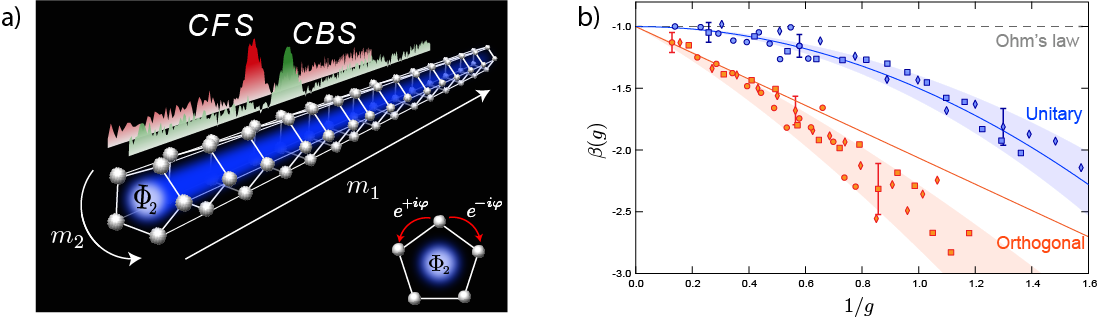 a)
CFS
CBS
Φ₂
m₁
m₂
e^{+iφ}
e^{-iφ}
Φ₂
b)
β(g)
-1.0
-1.5
-2.0
-2.5
-3.0
Ohm's law
Unitary
Orthogonal
0.0 0.2 0.4 0.6 0.8 1.0 1.2 1.4 1.6
1/g